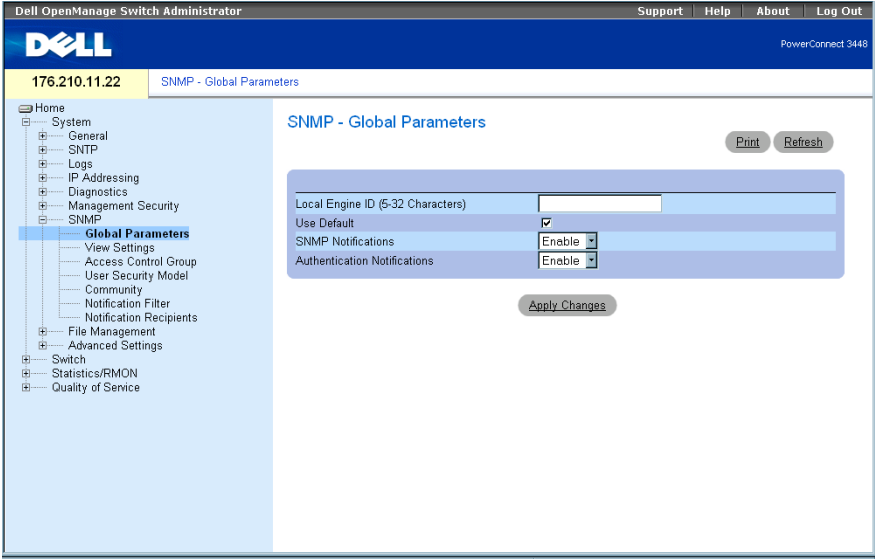 Dell OpenManage Switch Administrator
Support Help About Log Out
DELL
PowerConnect 3448
176.210.11.22
SNMP - Global Parameters
Home
System
General
SNTP
Logs
IP Addressing
Diagnostics
Management Security
SNMP
Global Parameters
View Settings
Access Control Group
User Security Model
Community
Notification Filter
Notification Recipients
File Management
Advanced Settings
Switch
Statistics/RMON
Quality of Service
SNMP - Global Parameters
Print Refresh
Local Engine ID (5-32 Characters)
Use Default
SNMP Notifications Enable
Authentication Notifications Enable
Apply Changes